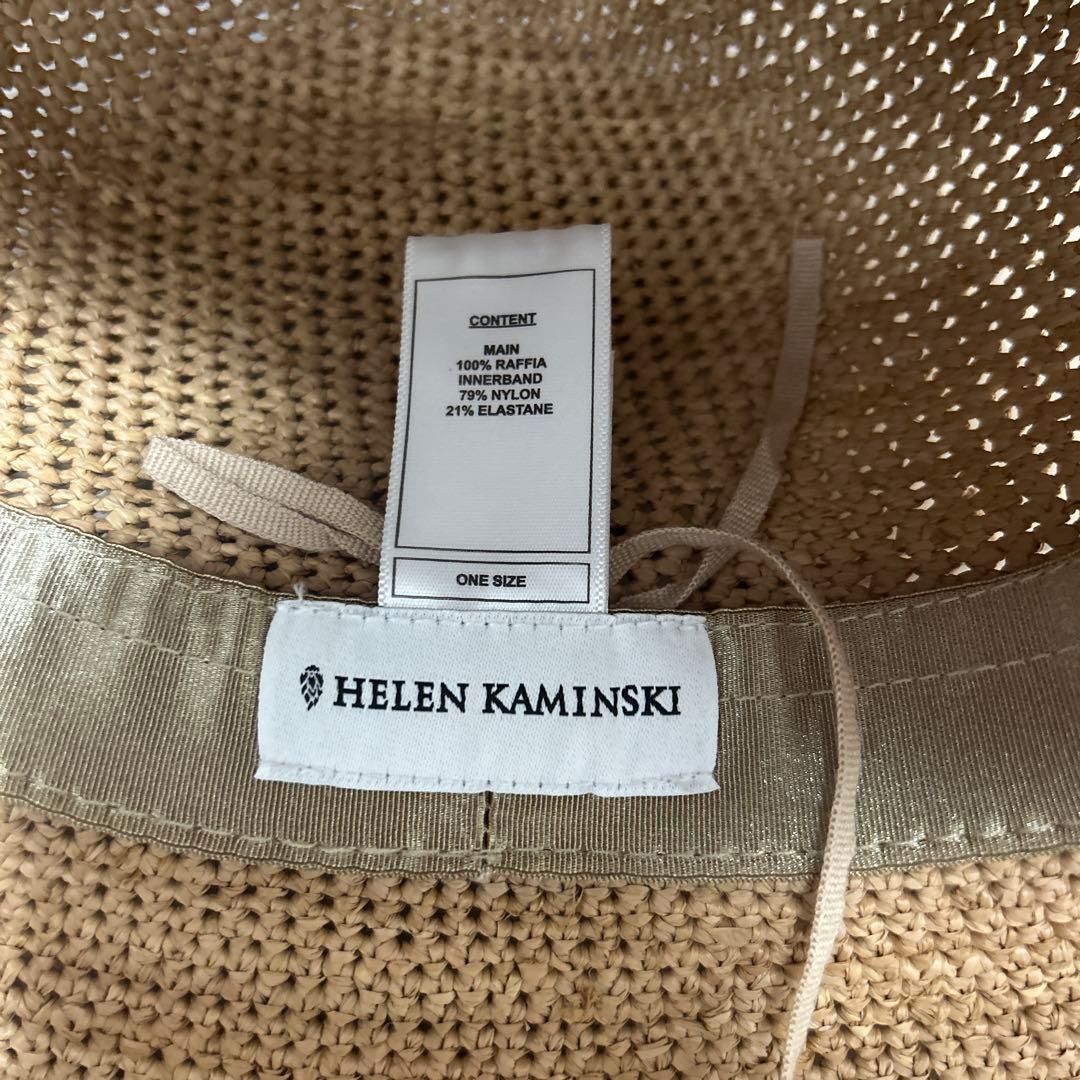 CONTENT
MAIN
100% RAFFIA
INNERBAND
79% NYLON
21% ELASTANE
ONE SIZE
HELEN KAMINSKI